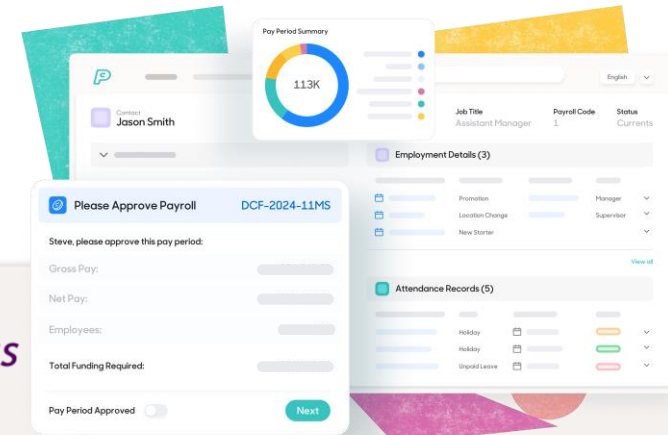 Pay Period Summary
113K
English
Contact
Jason Smith
Job Title
Assistant Manager
Payroll Code
1
Status
Currents
Employment Details (3)
Promotion
Manager
Location Change
Supervisor
New Starter
View all
Attendance Records (5)
Holiday
Holiday
Unpaid Leave
Please Approve Payroll
DCF-2024-11MS
Steve, please approve this pay period:
Gross Pay:
Net Pay:
Employees:
Total Funding Required:
Pay Period Approved
Next
s